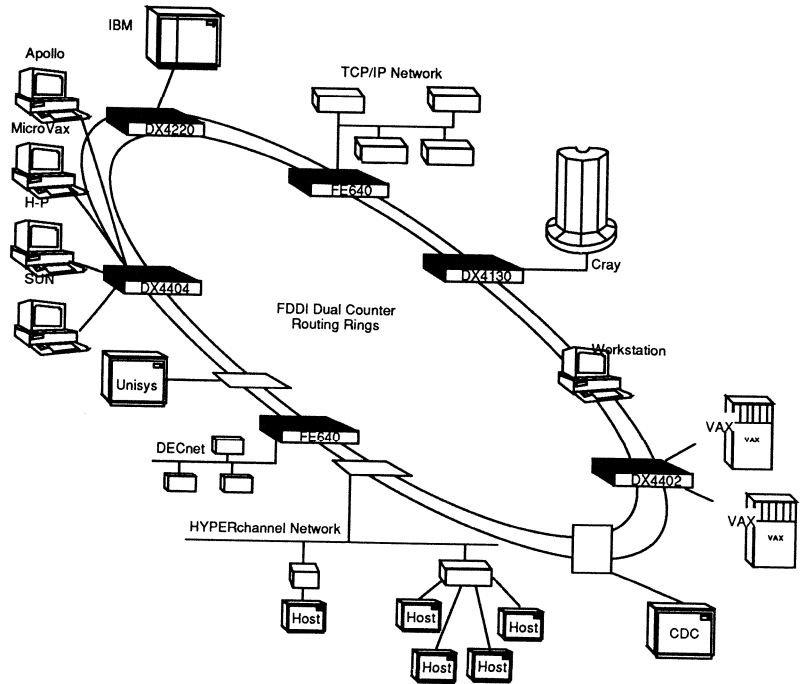 IBM
Apollo
TCP/IP Network
MicroVax
DX4220
FE640
H-P
Cray
DX4130
SUN
DX4404
FDDI Dual Counter
Routing Rings
Workstation
Unisys
VAX
VAX
FE640
DECnet
DX4402
HYPERchannel Network
VAX
VAX
Host
Host
Host
CDC
Host
Host